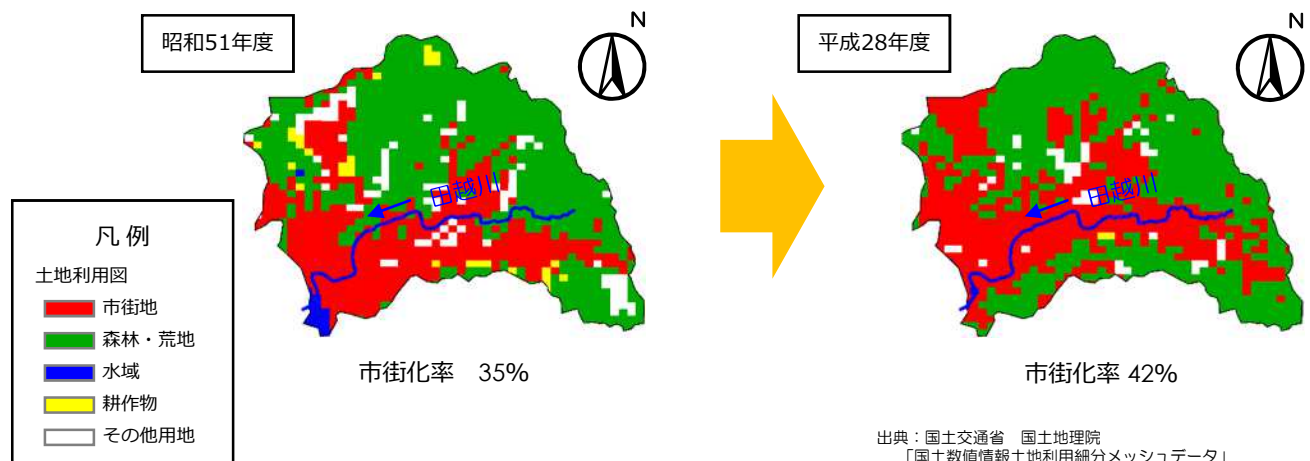 昭和51年度
N
田越川
市街化率 35%
凡 例
土地利用図
市街地
森林・荒地
水域
耕作物
その他用地
平成28年度
N
田越川
市街化率 42%
出典：国土交通省 国土地理院
「国土数値情報土地利用細分メッシュデータ」